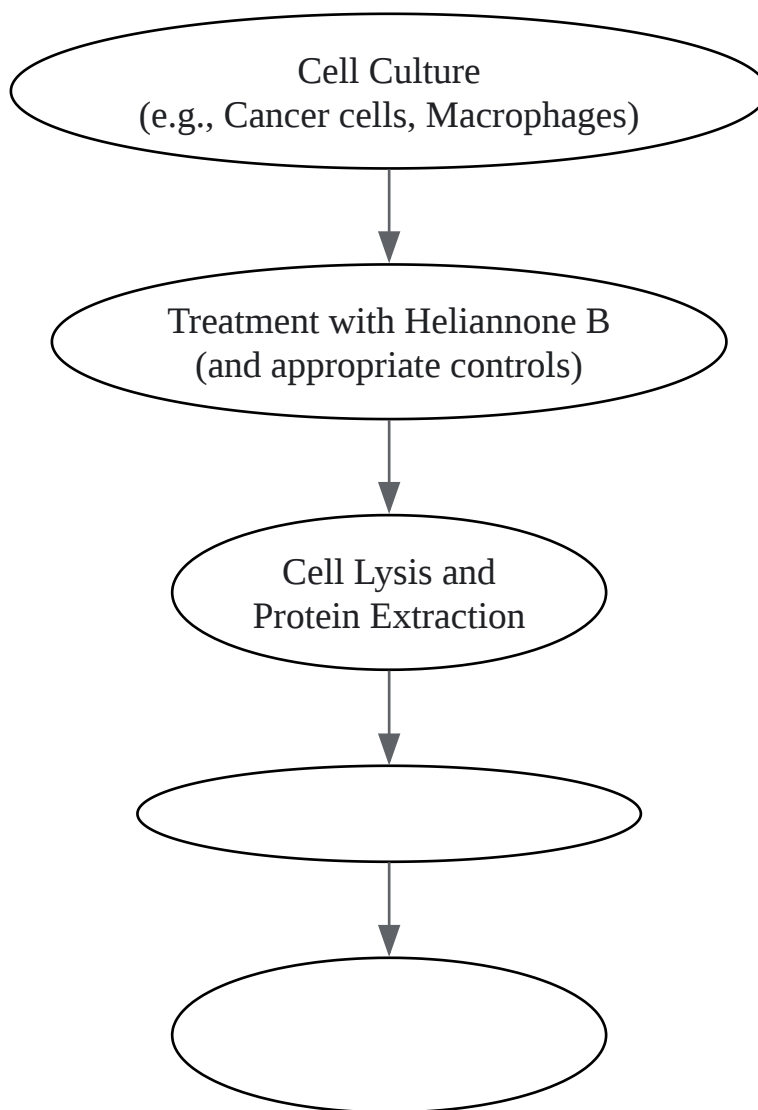 Cell Culture
(e.g., Cancer cells, Macrophages)
Treatment with Heliannone B
(and appropriate controls)
Cell Lysis and
Protein Extraction